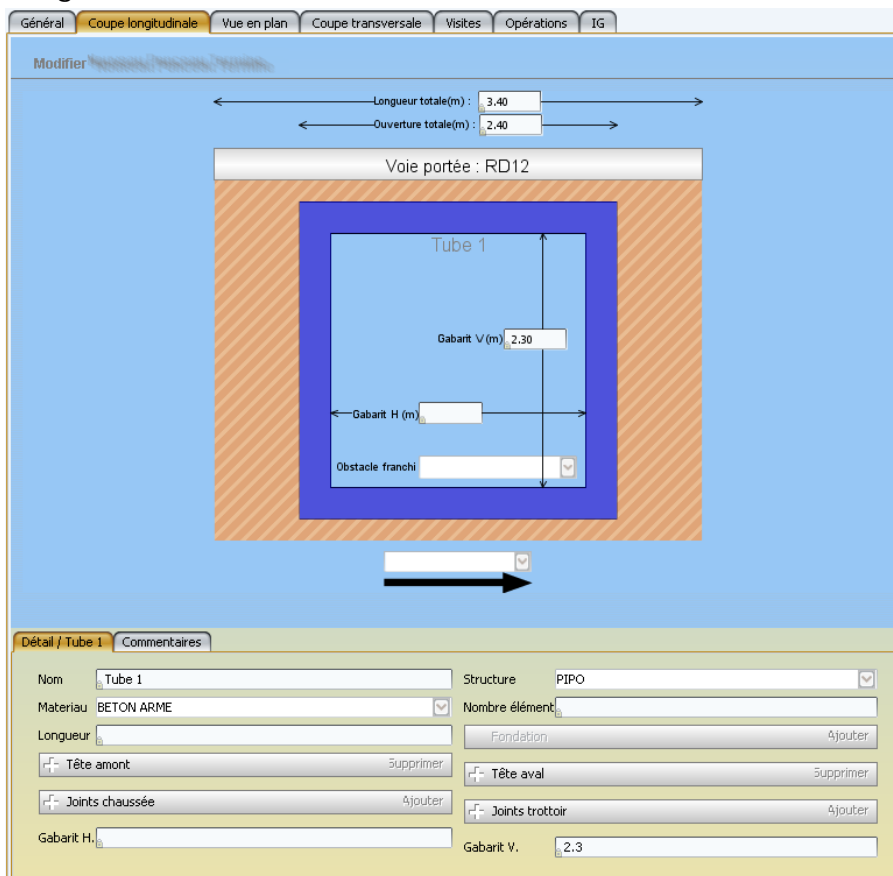 Général Coupe longitudinale Vue en plan Coupe transversale Visites Opérations IG
Modifier
Longueur totale(m) : 3.40
Ouverture totale(m) : 2.40
Voie portée : RD12
Tube 1
Gabarit V (m) 2.30
Gabarit H (m)
Obstacle franchi
Détail / Tube 1 Commentaires
Nom Tube 1 Structure PIPO
Materiau BETON ARME Nombre élément
Longueur Fondation Ajouter
Tête amont Supprimer Tête aval Supprimer
Joints chaussée Ajouter Joints trottoir Ajouter
Gabarit H. Gabarit V. 2.3